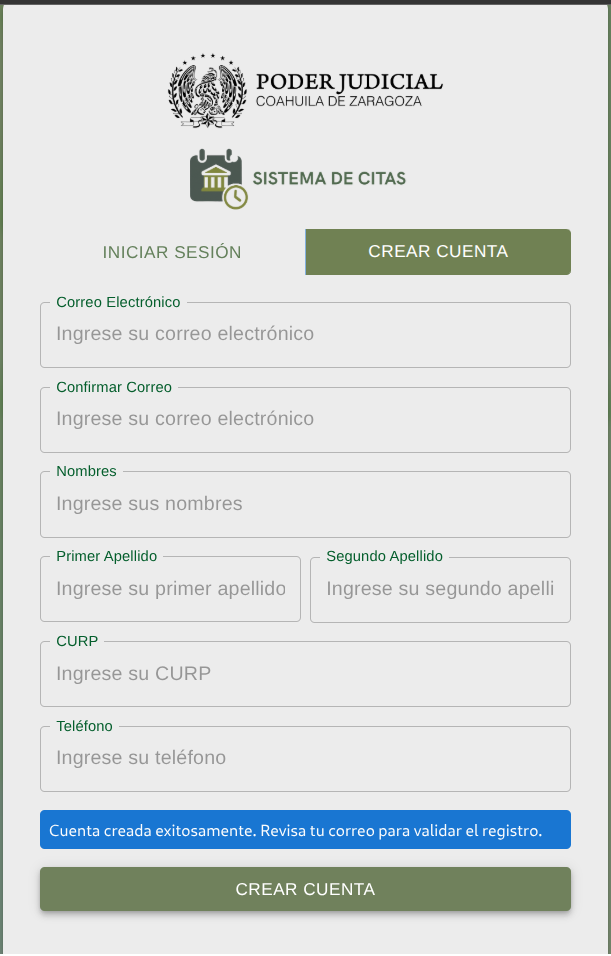 PODER JUDICIAL
COAHUILA DE ZARAGOZA
SISTEMA DE CITAS
INICIAR SESIÓN
CREAR CUENTA
Correo Electrónico
Ingrese su correo electrónico
Confirmar Correo
Ingrese su correo electrónico
Nombres
Ingrese sus nombres
Primer Apellido
Ingrese su primer apellido
Segundo Apellido
Ingrese su segundo apelli
CURP
Ingrese su CURP
Teléfono
Ingrese su teléfono
Cuenta creada exitosamente. Revisa tu correo para validar el registro.
CREAR CUENTA